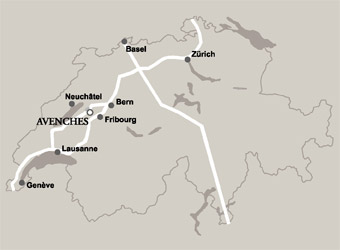 Basel
Zürich
Neuchâtel
Bern
AVENCHES
Fribourg
Lausanne
Genève